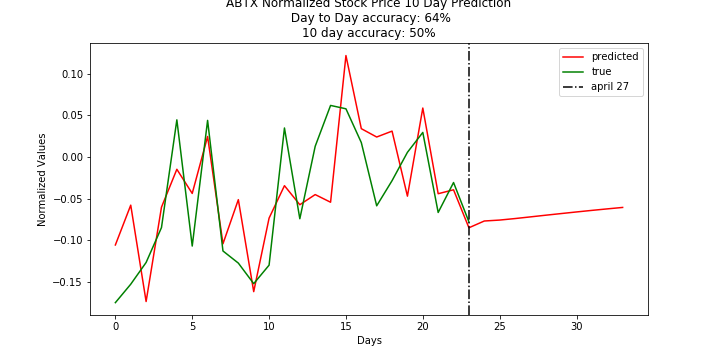 ABTX Normalized Stock Price 10 Day Prediction
Day to Day accuracy: 64%
10 day accuracy: 50%
predicted
true
april 27
Normalized Values
0.10
0.05
0.00
−0.05
−0.10
−0.15
0
5
10
15
20
25
30
Days